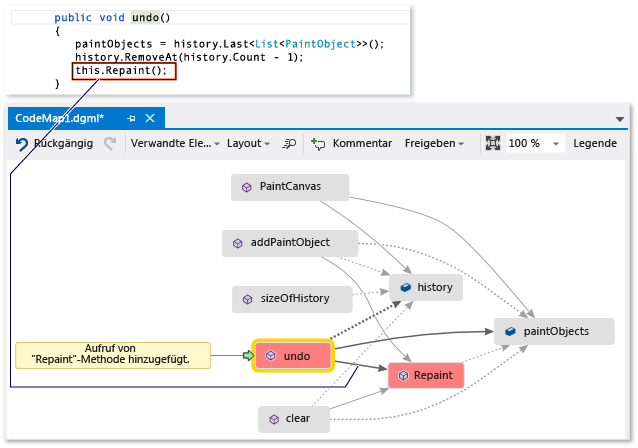 public void undo()
{
paintObjects = history.Last<List<PaintObject>>();
history.RemoveAt(history.Count - 1);
this.Repaint();
}
CodeMap1.dgml*
Rückgängig
Verwandte Ele...
Layout
Kommentar
Freigeben
100 %
Legende
PaintCanvas
addPaintObject
history
sizeOfHistory
paintObjects
Aufruf von
"Repaint"-Methode hinzugefügt.
undo
Repaint
clear